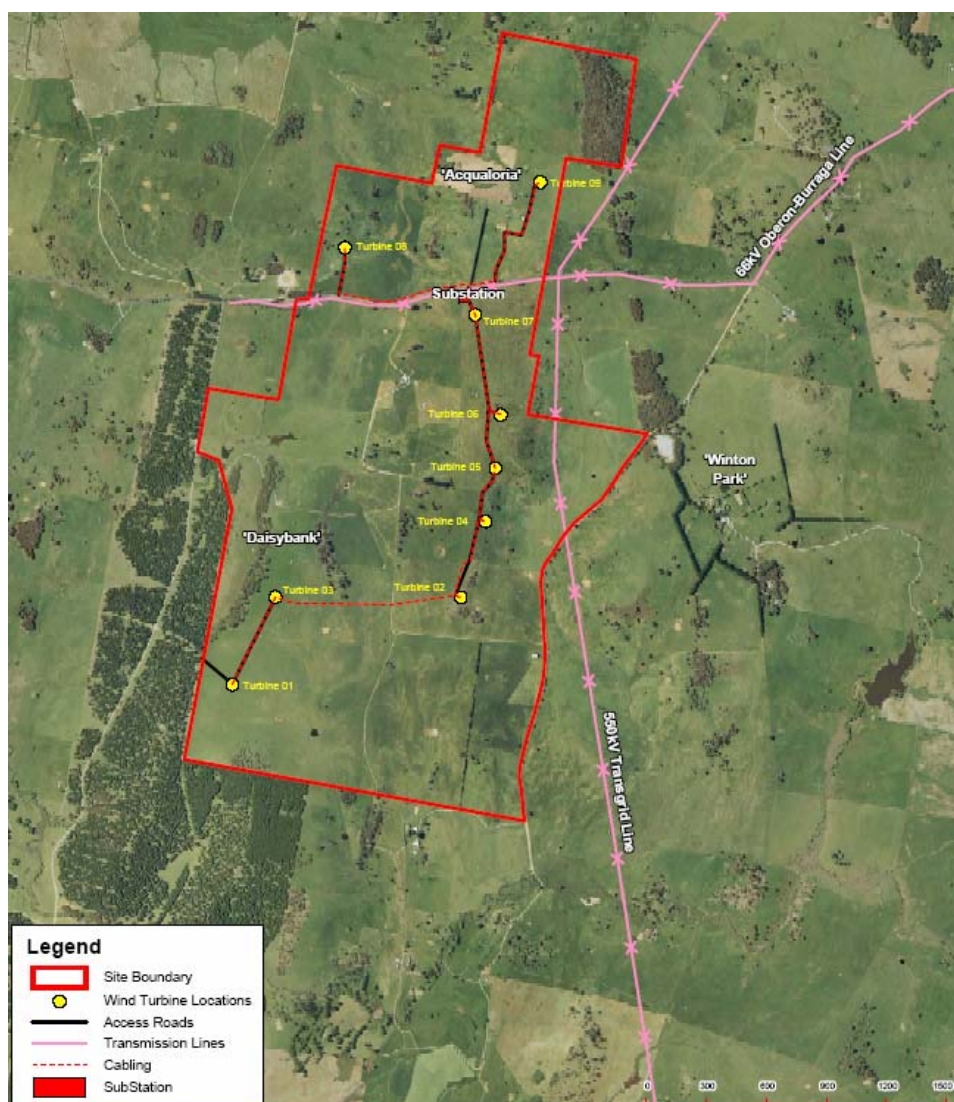 'Acqualoria'
Turbine 09
66kV Oberon-Burraga Line
Turbine 08
Substation
Turbine 07
Turbine 06
'Winton
Park'
Turbine 05
Turbine 04
'Daisybank'
Turbine 03
Turbine 02
Turbine 01
550kV Transgrid Line
Legend
Site Boundary
Wind Turbine Locations
Access Roads
Transmission Lines
Cabling
SubStation
0 300 600 900 1200 1500